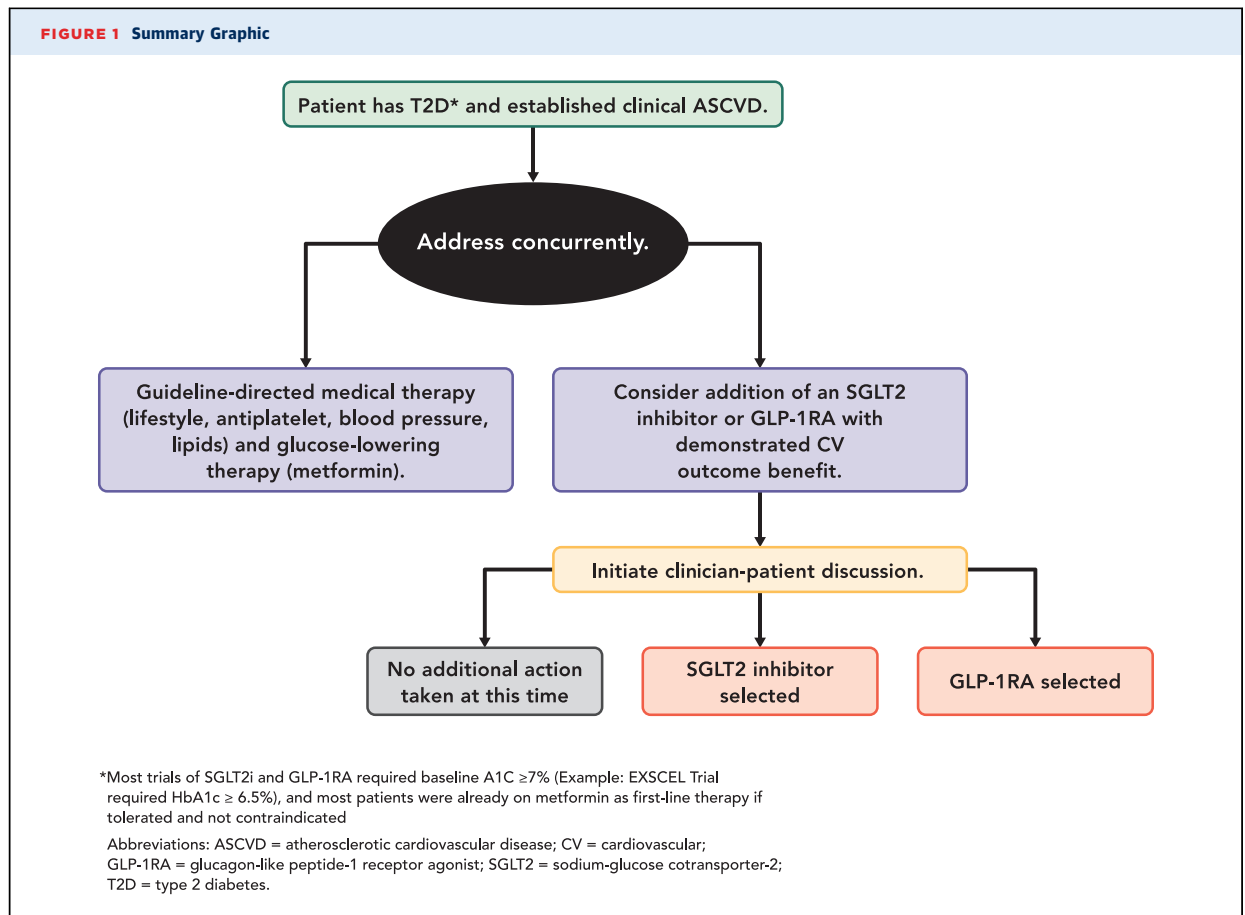 FIGURE 1 Summary Graphic
Patient has T2D* and established clinical ASCVD.
Address concurrently.
Guideline-directed medical therapy
(lifestyle, antiplatelet, blood pressure,
lipids) and glucose-lowering
therapy (metformin).
Consider addition of an SGLT2
inhibitor or GLP-1RA with
demonstrated CV
outcome benefit.
Initiate clinician-patient discussion.
No additional action
taken at this time
SGLT2 inhibitor
selected
GLP-1RA selected
*Most trials of SGLT2i and GLP-1RA required baseline A1C ≥7% (Example: EXSCEL Trial
required HbA1c ≥ 6.5%), and most patients were already on metformin as first-line therapy if
tolerated and not contraindicated
Abbreviations: ASCVD = atherosclerotic cardiovascular disease; CV = cardiovascular;
GLP-1RA = glucagon-like peptide-1 receptor agonist; SGLT2 = sodium-glucose cotransporter-2;
T2D = type 2 diabetes.